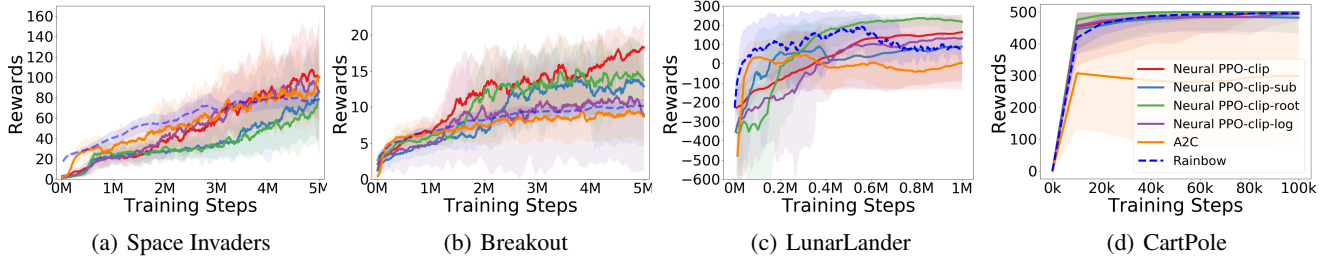 160
140
120
100
80
60
40
20
0
0M 1M 2M 3M 4M 5M
Rewards
Training Steps
(a) Space Invaders
20
15
10
5
0
0M 1M 2M 3M 4M 5M
Rewards
Training Steps
(b) Breakout
300
200
100
0
−100
−200
−300
−400
−500
−600
0M 0.2M 0.4M 0.6M 0.8M 1M
Rewards
Training Steps
(c) LunarLander
500
400
300
200
100
0
0k 20k 40k 60k 80k 100k
Rewards
Training Steps
Neural PPO-clip
Neural PPO-clip-sub
Neural PPO-clip-root
Neural PPO-clip-log
A2C
Rainbow
(d) CartPole